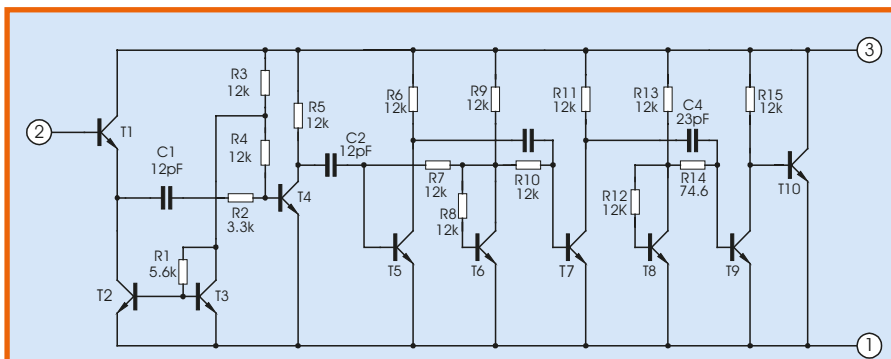 3
R3
12k
R6
12k
R9
12k
R11
12k
R13
12k
R15
12k
R5
12k
C4
23pF
2
T1
R4
12k
C2
12pF
C1
12pF
R7
12k
R10
12k
R14
74.6
T10
R2
3.3k
T4
R8
12k
R12
12K
R1
5.6k
T5
T6
T7
T8
T9
T2
T3
1